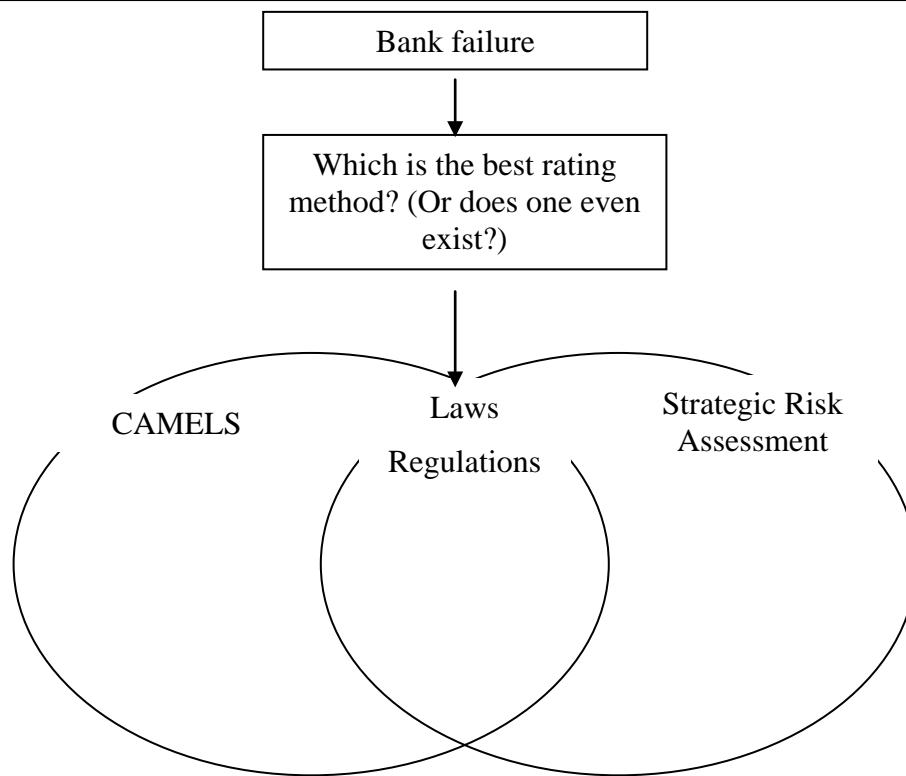 Bank failure
Which is the best rating
method? (Or does one even
exist?)
CAMELS
Laws
Regulations
Strategic Risk
Assessment